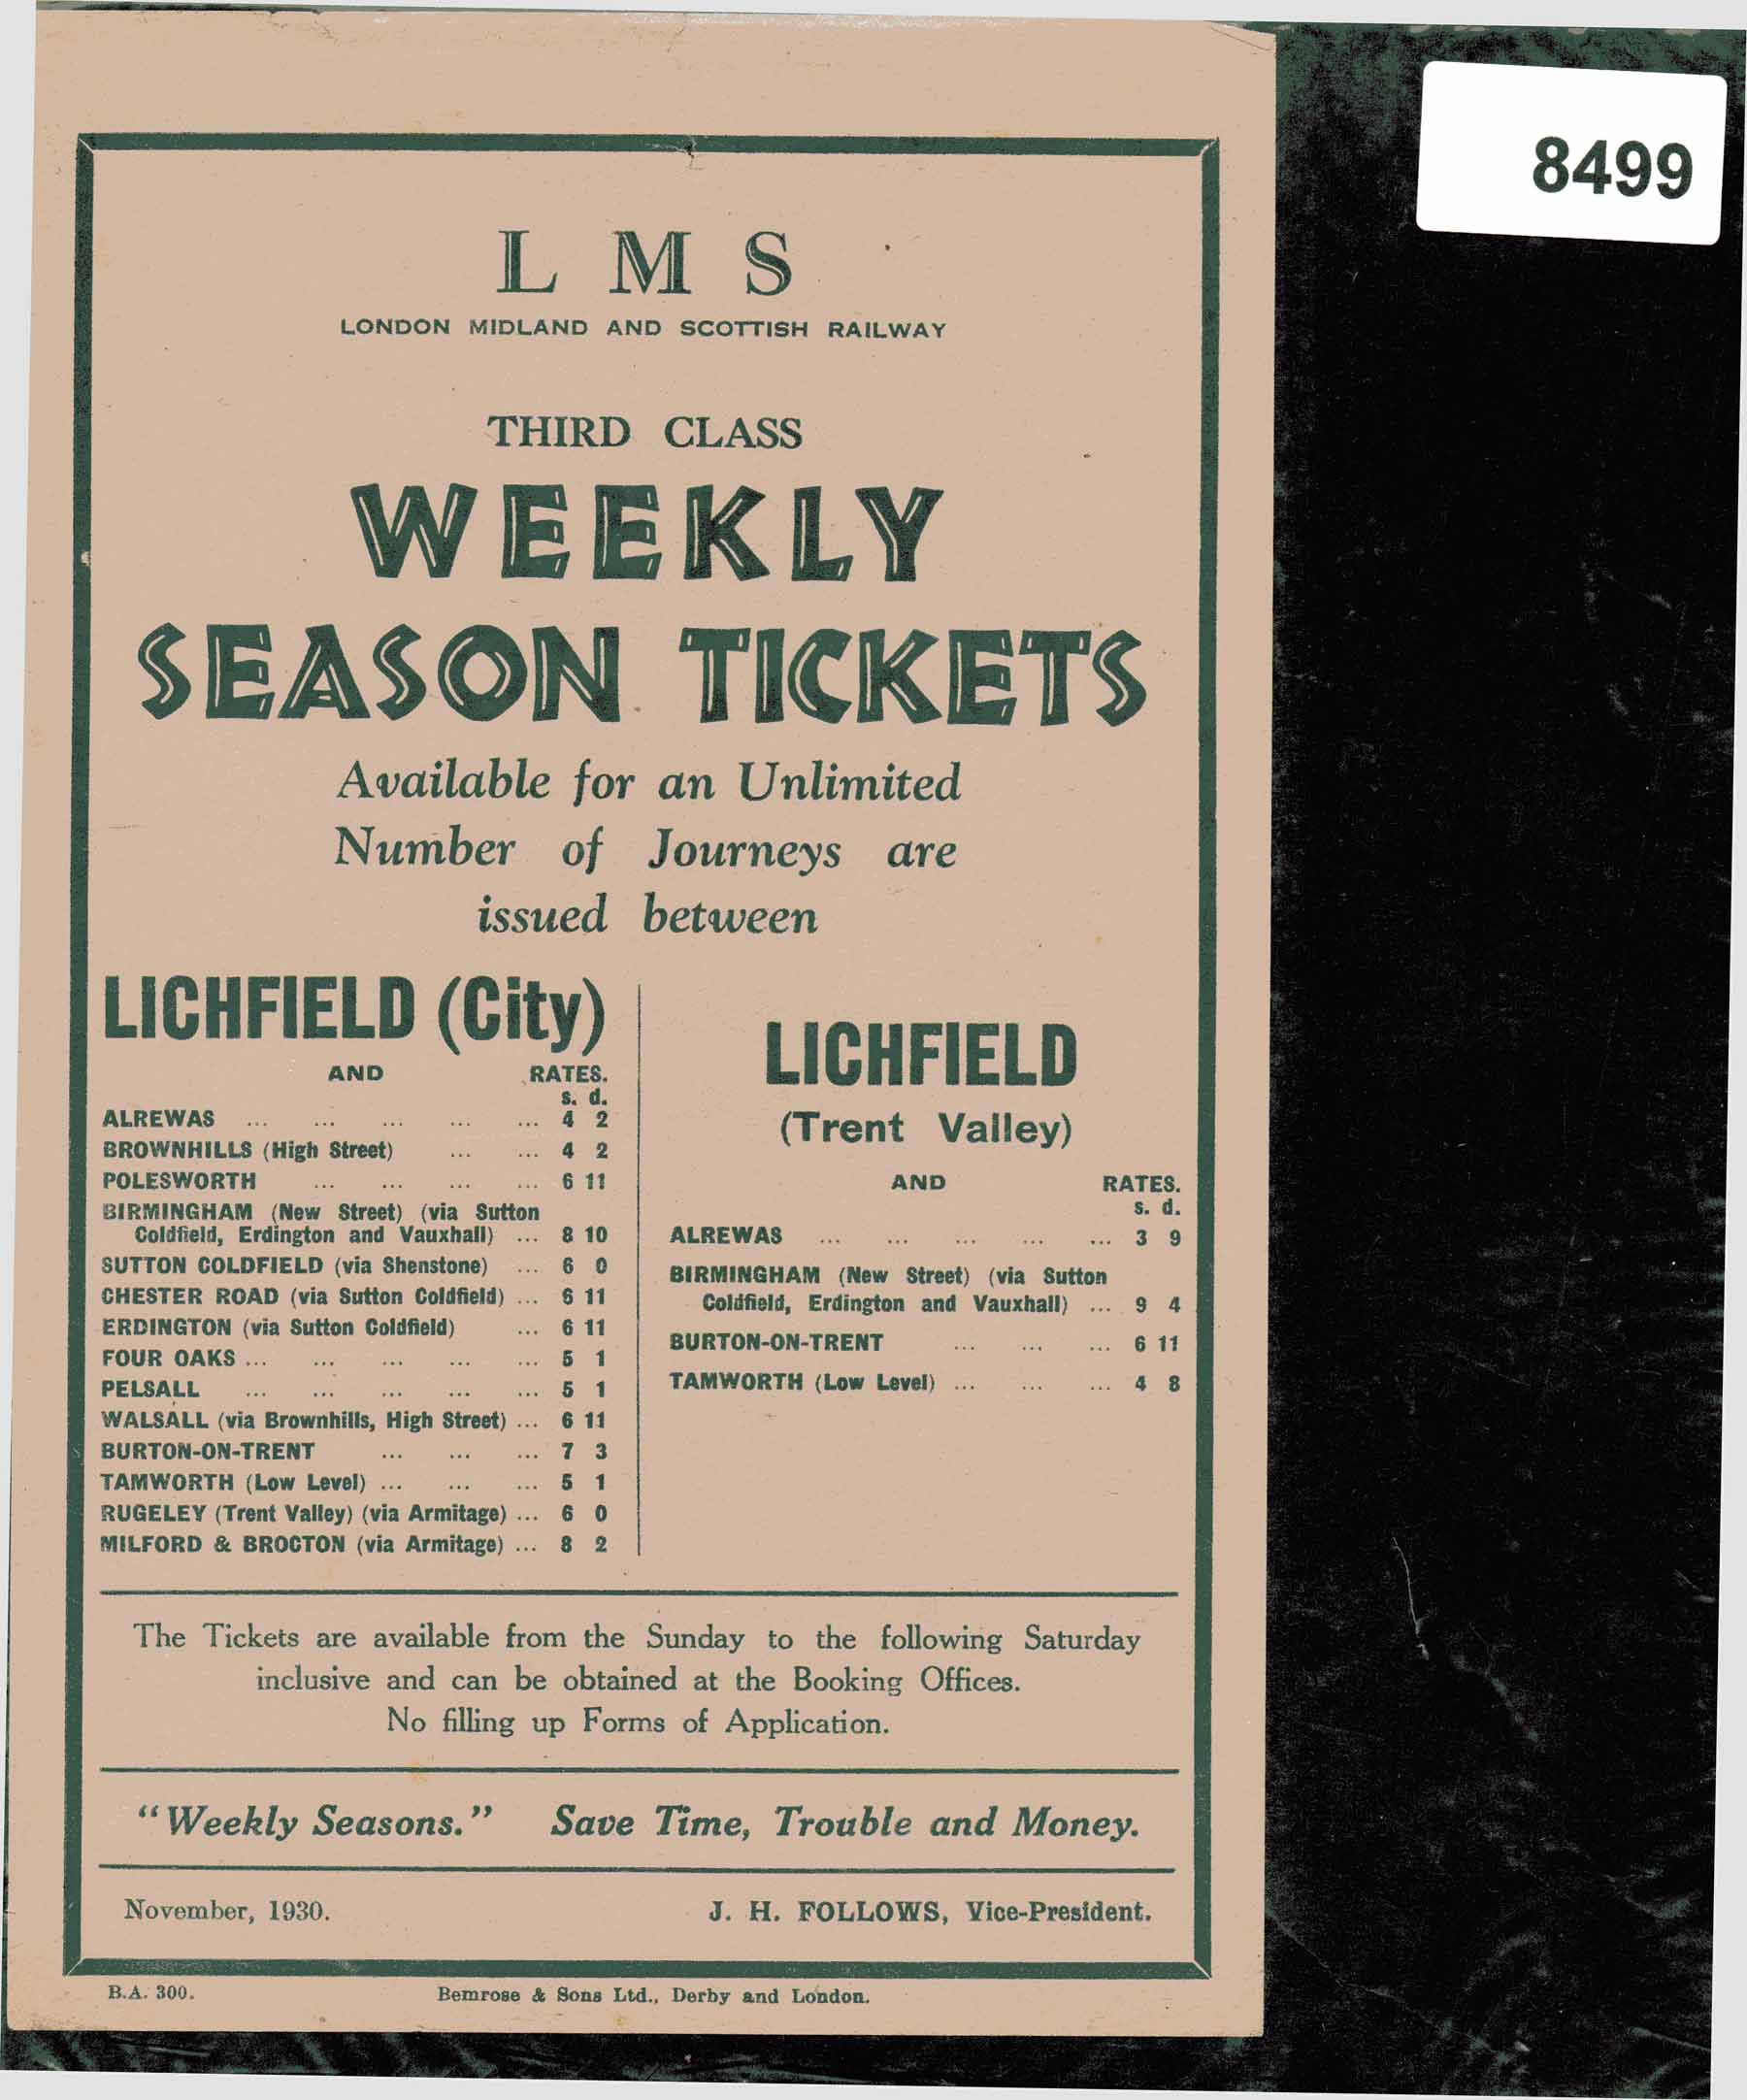 8499
L M S
LONDON MIDLAND AND SCOTTISH RAILWAY
THIRD CLASS
WEEKLY
SEASON TICKETS
Available for an Unlimited
Number of Journeys are
issued between
LICHFIELD (City)
AND RATES.
s. d.
ALREWAS ... ... ... ... ... 4 2
BROWNHILLS (High Street) ... ... 4 2
POLESWORTH ... ... ... ... 6 11
BIRMINGHAM (New Street) (via Sutton
Coldfield, Erdington and Vauxhall) ... 8 10
SUTTON COLDFIELD (via Shenstone) ... 6 0
CHESTER ROAD (via Sutton Coldfield) ... 6 11
ERDINGTON (via Sutton Coldfield) ... 6 11
FOUR OAKS ... ... ... ... ... 5 1
PELSALL ... ... ... ... ... 5 1
WALSALL (via Brownhills, High Street) ... 6 11
BURTON-ON-TRENT ... ... ... 7 3
TAMWORTH (Low Level) ... ... ... 5 1
RUGELEY (Trent Valley) (via Armitage) ... 6 0
MILFORD & BROCTON (via Armitage) ... 8 2
LICHFIELD
(Trent Valley)
AND RATES.
s. d.
ALREWAS ... ... ... ... ... 3 9
BIRMINGHAM (New Street) (via Sutton
Coldfield, Erdington and Vauxhall) ... 9 4
BURTON-ON-TRENT ... ... ... 6 11
TAMWORTH (Low Level) ... ... ... 4 8
The Tickets are available from the Sunday to the following Saturday
inclusive and can be obtained at the Booking Offices.
No filling up Forms of Application.
"Weekly Seasons." Save Time, Trouble and Money.
November, 1930. J. H. FOLLOWS, Vice-President.
B.A. 300. Bemrose & Sons Ltd., Derby and London.